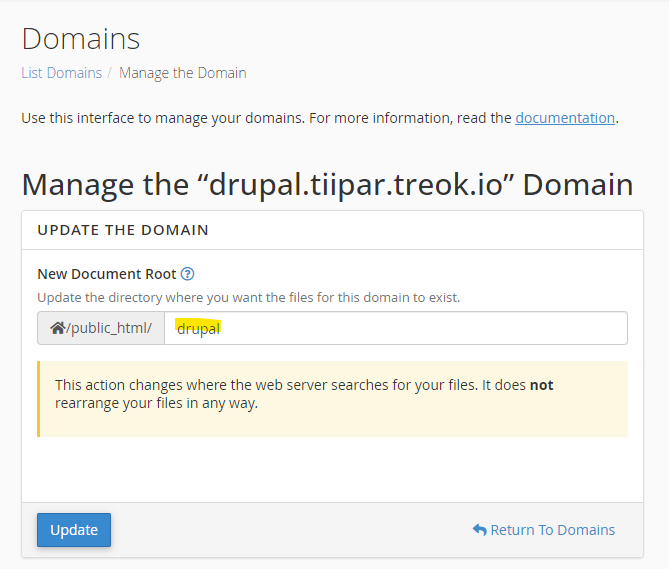 Domains
List Domains / Manage the Domain
Use this interface to manage your domains. For more information, read the documentation.
Manage the “drupal.tiipar.treok.io” Domain
UPDATE THE DOMAIN
New Document Root ?
Update the directory where you want the files for this domain to exist.
/public_html/ drupal
This action changes where the web server searches for your files. It does not
rearrange your files in any way.
Update Return To Domains